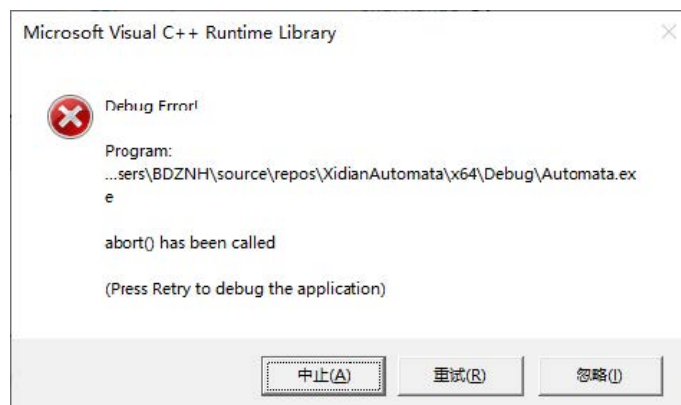 Microsoft Visual C++ Runtime Library
Debug Error!
Program:
...sers\BDZNH\source\repos\XidianAutomata\x64\Debug\Automata.ex
e
abort() has been called
(Press Retry to debug the application)
中止(A) 重试(R) 忽略(I)